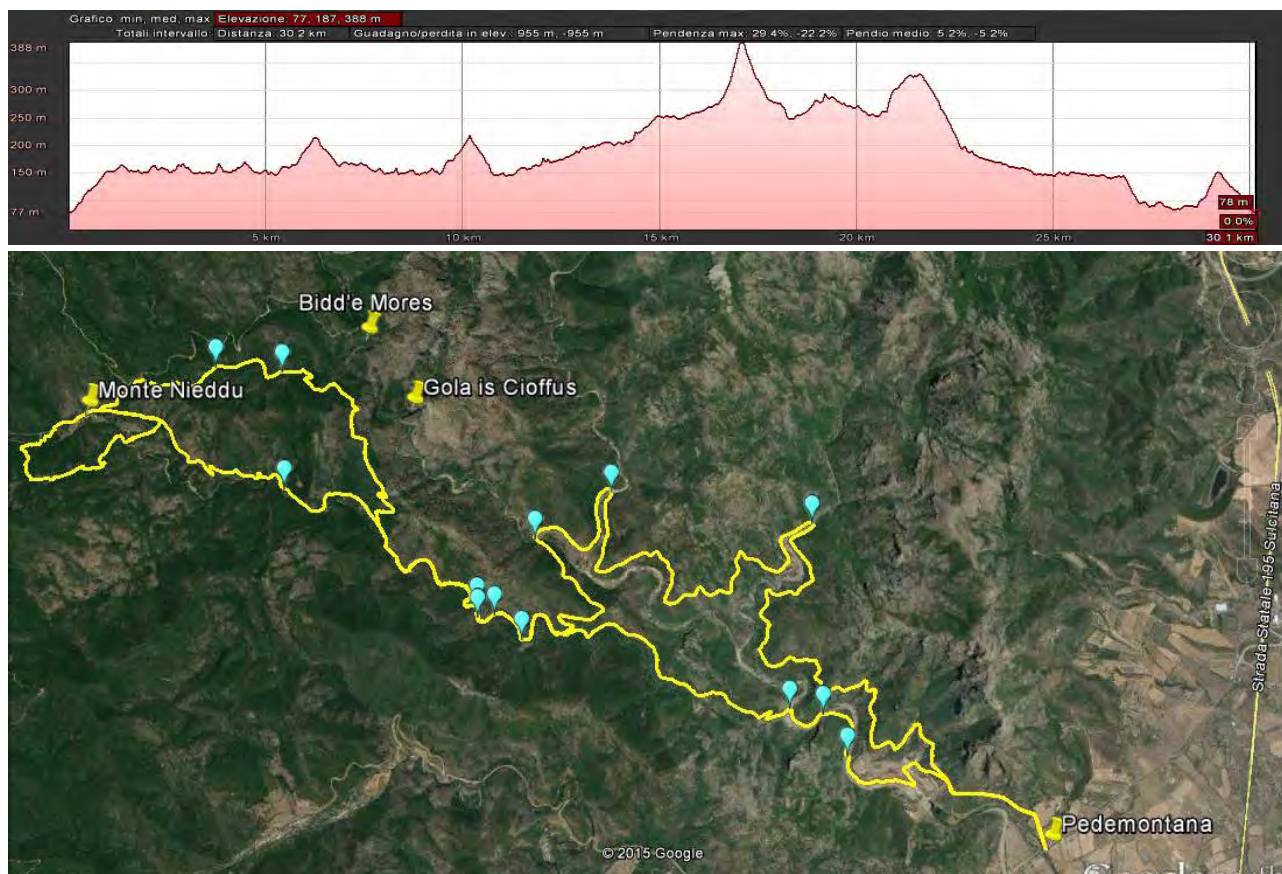 Grafico min, med, max Elevazione: 77, 187, 388 m
Totali intervallo Distanza: 30.2 km Guadagno/perdita in elev.: 955 m, -955 m Pendenza max: 29.4%, -22.2% Pendio medio: 5.2%, -5.2%
388 m
300 m
250 m
200 m
150 m
77 m
78 m
0.0%
5 km 10 km 15 km 20 km 25 km 30.1 km
Bidd'e Mores
Monte Nieddu
Gola is Cioffus
Strada Statale 195 Sulcitana
Pedemontana
© 2015 Google